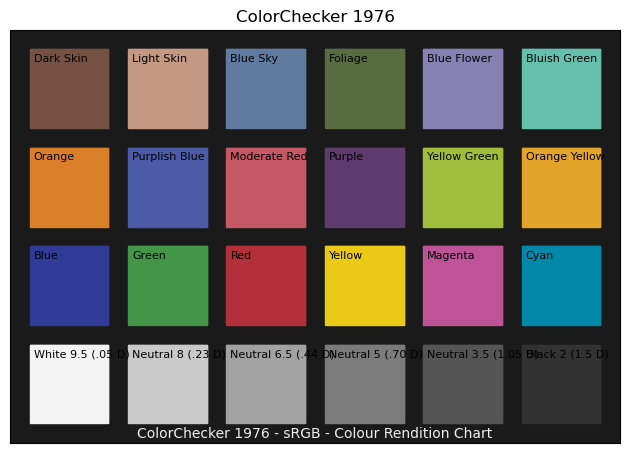 ColorChecker 1976
Dark Skin Light Skin Blue Sky Foliage Blue Flower Bluish Green
Orange Purplish Blue Moderate Red Purple Yellow Green Orange Yellow
Blue Green Red Yellow Magenta Cyan
White 9.5 (.05 D) Neutral 8 (.23 D) Neutral 6.5 (.44 D) Neutral 5 (.70 D) Neutral 3.5 (1.05 D) Black 2 (1.5 D)
ColorChecker 1976 - sRGB - Colour Rendition Chart